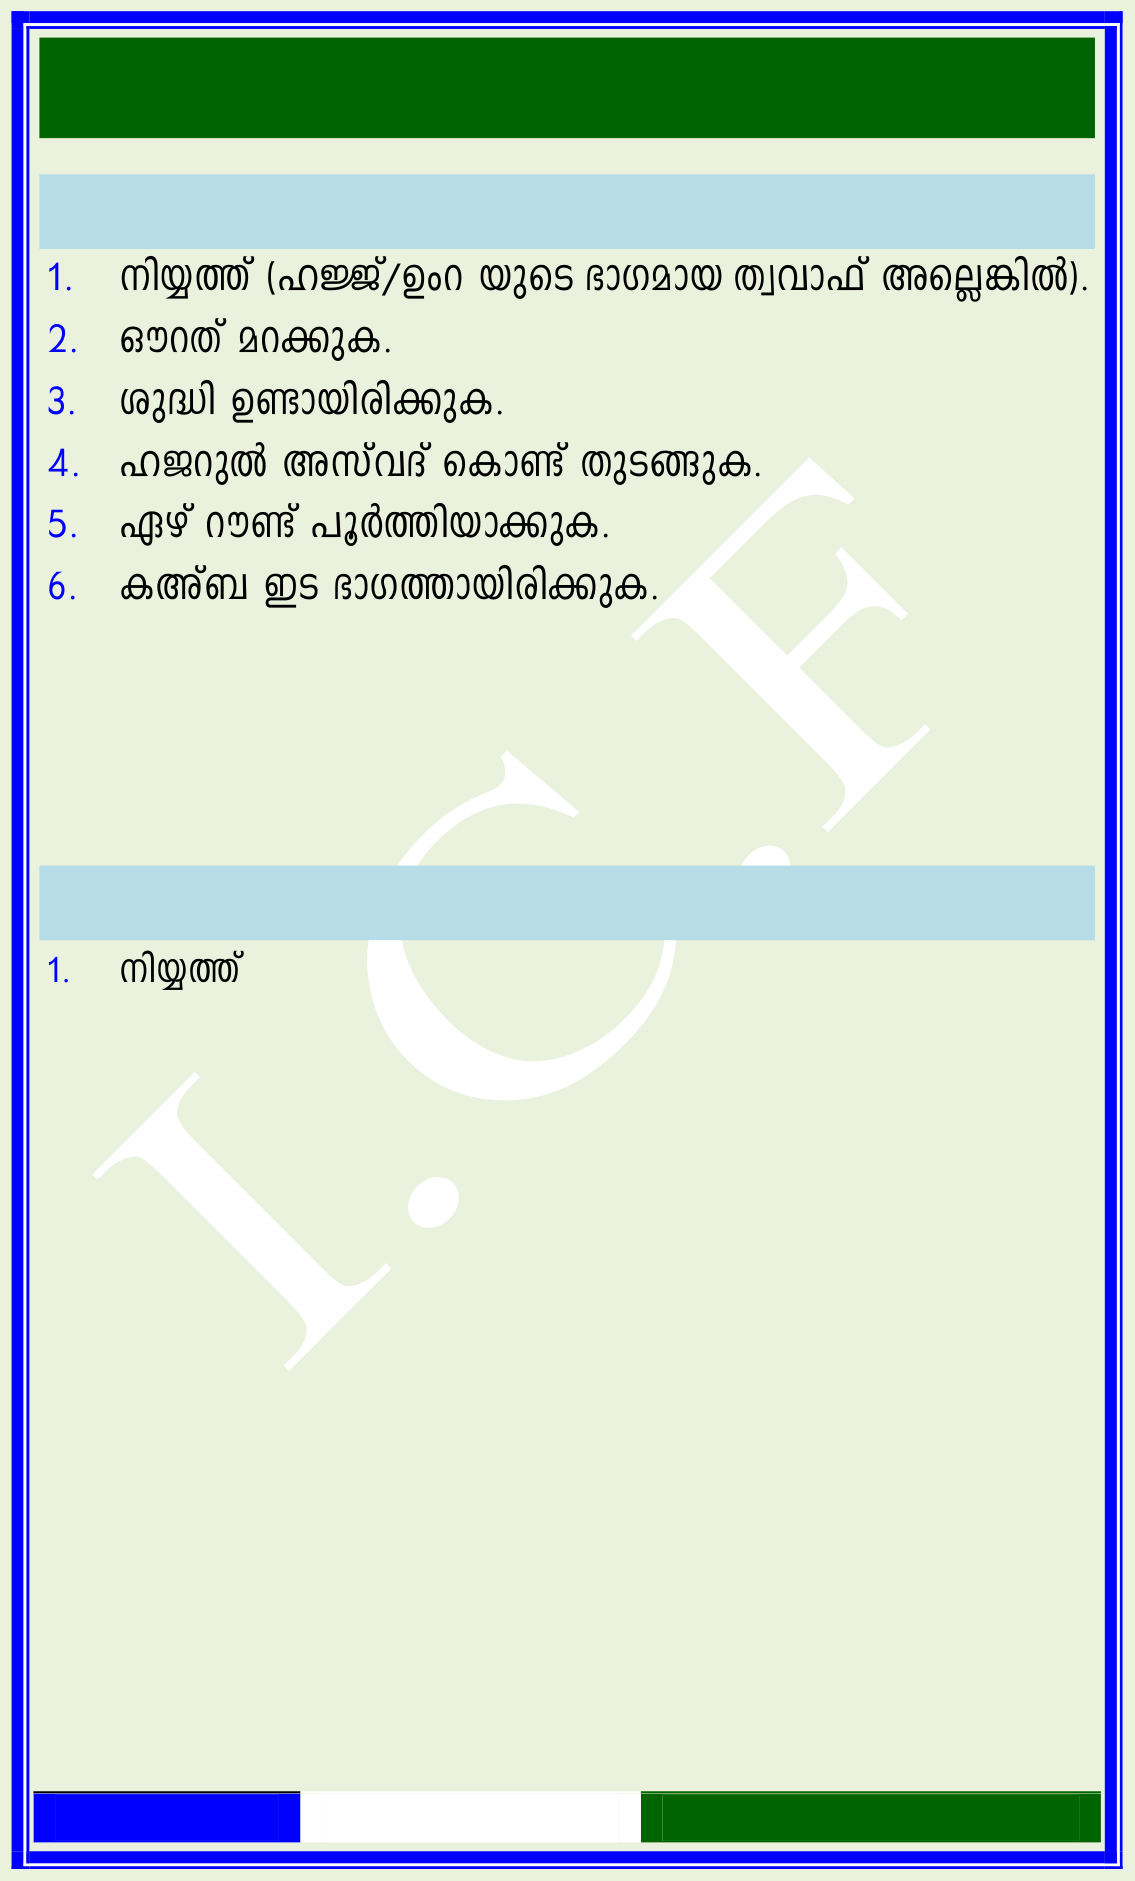 1. നിയ്യത്ത് (ഹജ്ജ്/ഉംറ യുടെ ഭാഗമായ ത്വവാഫ് അല്ലെങ്കിൽ).
2. ഔറത് മറക്കുക.
3. ശുദ്ധി ഉണ്ടായിരിക്കുക.
4. ഹജറുൽ അസ്‌വദ് കൊണ്ട് തുടങ്ങുക.
5. ഏഴ് റൗണ്ട് പൂർത്തിയാക്കുക.
6. കഅ്ബ ഇട ഭാഗത്തായിരിക്കുക.
1. നിയ്യത്ത്
I.C.F